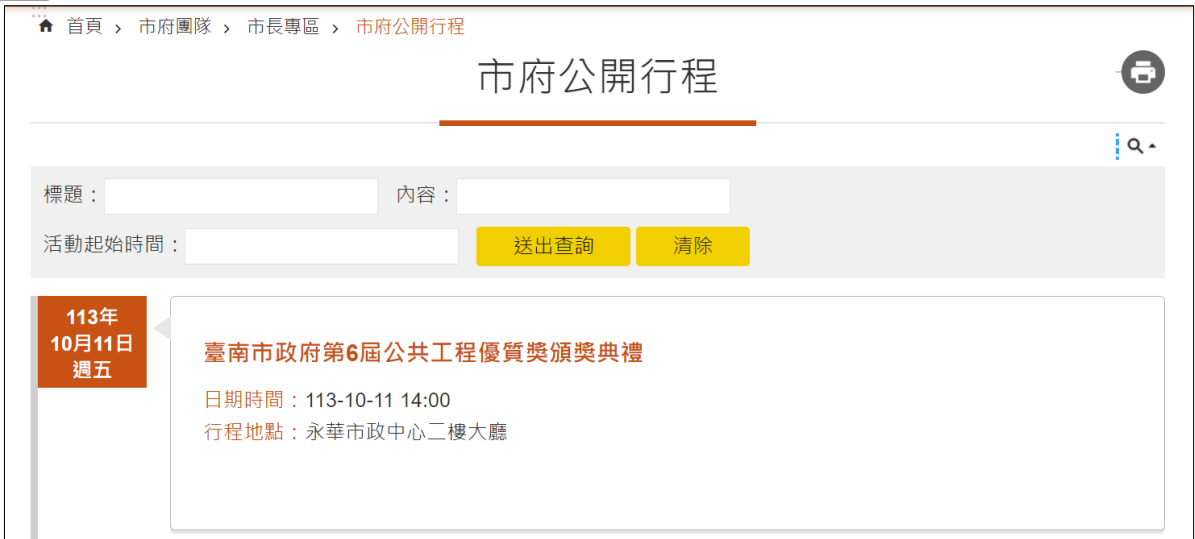 首頁 › 市府團隊 › 市長專區 › 市府公開行程
市府公開行程
標題： 內容：
活動起始時間： 送出查詢 清除
113年
10月11日
週五
臺南市政府第6屆公共工程優質獎頒獎典禮
日期時間：113-10-11 14:00
行程地點：永華市政中心二樓大廳